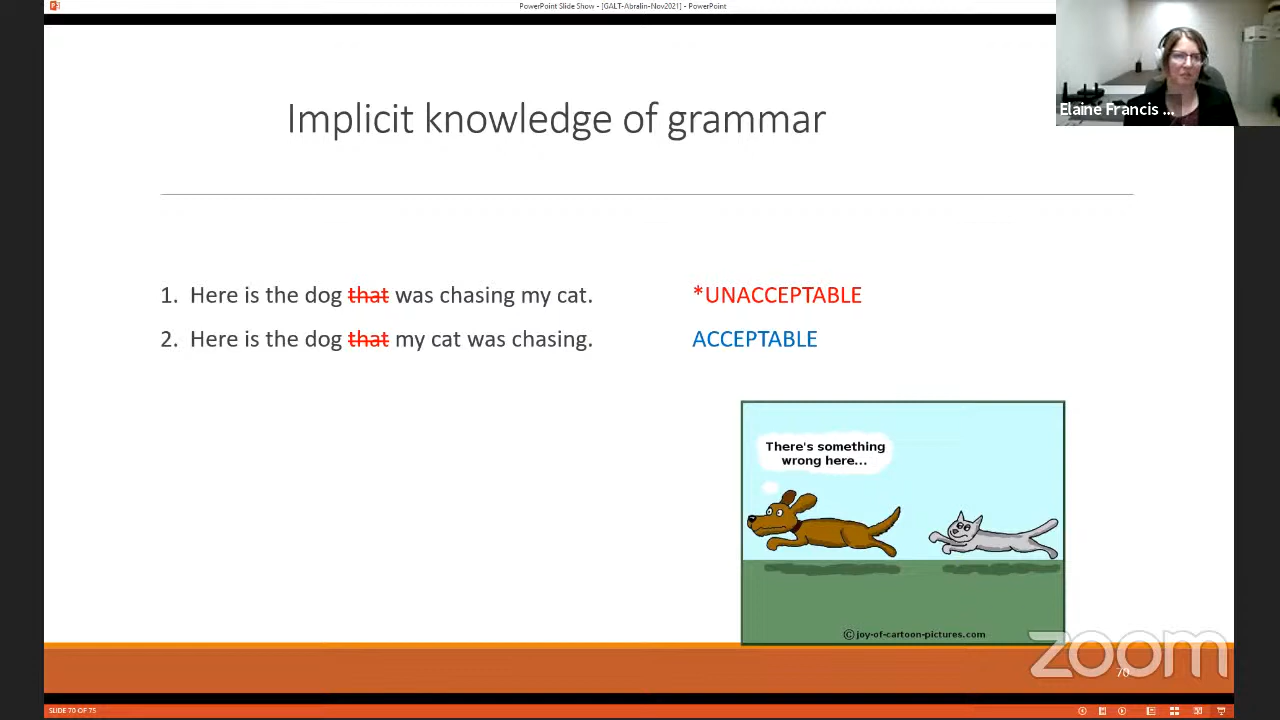 PowerPoint Slide Show - [GALT-Abralin-Nov2021] - PowerPoint
Elaine Francis ...
Implicit knowledge of grammar
1. Here is the dog that was chasing my cat. *UNACCEPTABLE
2. Here is the dog that my cat was chasing. ACCEPTABLE
There's something
wrong here...
© joy-of-cartoon-pictures.com
zoom
70
SLIDE 70 OF 75